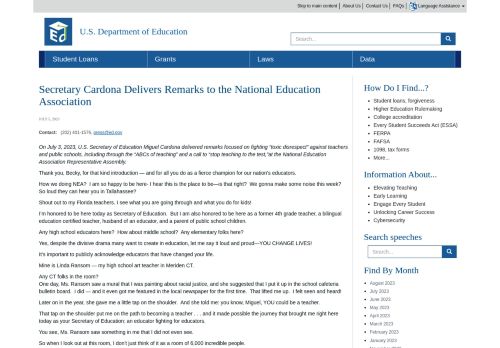 Skip to main content | About Us | Contact Us | FAQs | Language Assistance
U.S. Department of Education
Search...
Student Loans Grants Laws Data
Secretary Cardona Delivers Remarks to the National Education
Association
JULY 5, 2023
Contact: (202) 401-1576, press@ed.gov
On July 3, 2023, U.S. Secretary of Education Miguel Cardona delivered remarks focused on fighting "toxic disrespect" against teachers
and public schools, including through the "ABCs of teaching" and a call to "stop teaching to the test,"at the National Education
Association Representative Assembly:
Thank you, Becky, for that kind introduction — and for all you do as a fierce champion for our nation's educators.
How we doing NEA? I am so happy to be here- I hear this is the place to be—is that right? We gonna make some noise this week?
So loud they can hear you in Tallahassee?
Shout out to my Florida teachers. I see what you are going through and what you do for kids!
I'm honored to be here today as Secretary of Education. But I am also honored to be here as a former 4th grade teacher, a bilingual
education certified teacher, husband of an educator, and a parent of public school children.
Any high school educators here? How about middle school? Any elementary folks here?
Yes, despite the divisive drama many want to create in education, let me say it loud and proud—YOU CHANGE LIVES!
It's important to publicly acknowledge educators that have changed your life.
Mine is Linda Ransom — my high school art teacher in Meriden CT.
Any CT folks in the room?
One day, Ms. Ransom saw a mural that I was painting about racial justice, and she suggested that I put it up in the school cafeteria
bulletin board. I did — and it even got me featured in the local newspaper for the first time. That lifted me up. I felt seen and heard!
Later on in the year, she gave me a little tap on the shoulder. And she told me: you know, Miguel, YOU could be a teacher.
That tap on the shoulder put me on the path to becoming a teacher . . . and it made possible the journey that brought me right here
today as your Secretary of Education: an educator fighting for educators.
You see, Ms. Ransom saw something in me that I did not even see.
So when I look out at this room, I don't just think of it as a room of 6,000 incredible people.
How Do I Find...?
Student loans, forgiveness
Higher Education Rulemaking
College accreditation
Every Student Succeeds Act (ESSA)
FERPA
FAFSA
1098, tax forms
More...
Information About...
Elevating Teaching
Early Learning
Engage Every Student
Unlocking Career Success
Cybersecurity
Search speeches
Search...
Find By Month
August 2023
July 2023
June 2023
May 2023
April 2023
March 2023
February 2023
January 2023